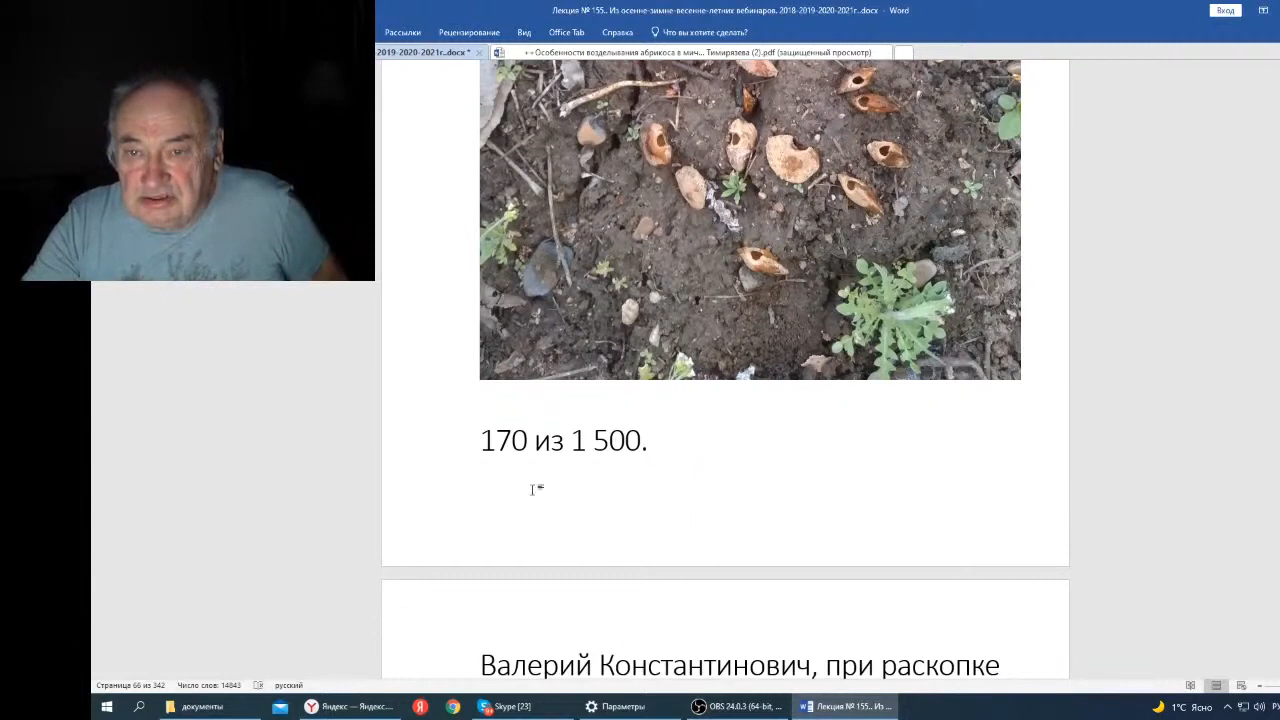 Лекция № 155.. Из осенне-зимне-весенне-летних вебинаров. 2018-2019-2020-2021г..docx - Word
Вход
Рассылки Рецензирование Вид Office Tab Справка Что вы хотите сделать?
2019-2020-2021г..docx *
++Особенности возделывания абрикоса в мич... Тимирязева (2).pdf (защищенный просмотр)
170 из 1 500.
Валерий Константинович, при раскопке
Страница 66 из 342 Число слов: 14843 русский
документы
Яндекс — Яндекс....
Skype [23]
Параметры
OBS 24.0.3 (64-bit, ...
Лекция № 155.. Из ...
1°C Ясно